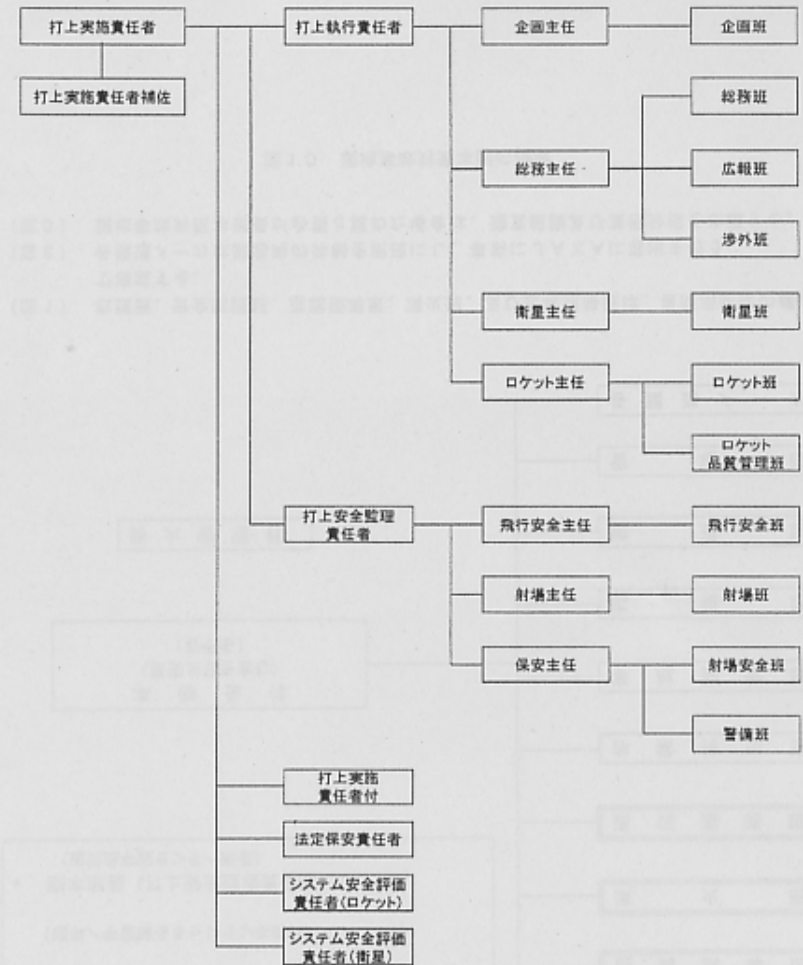 打上実施責任者
打上執行責任者
企画主任
企画班
打上実施責任者補佐
総務班
総務主任
広報班
渉外班
衛星主任
衛星班
ロケット主任
ロケット班
ロケット
品質管理班
打上安全監理
責任者
飛行安全主任
飛行安全班
射場主任
射場班
保安主任
射場安全班
警備班
打上実施
責任者付
法定保安責任者
システム安全評価
責任者(ロケット)
システム安全評価
責任者(衛星)